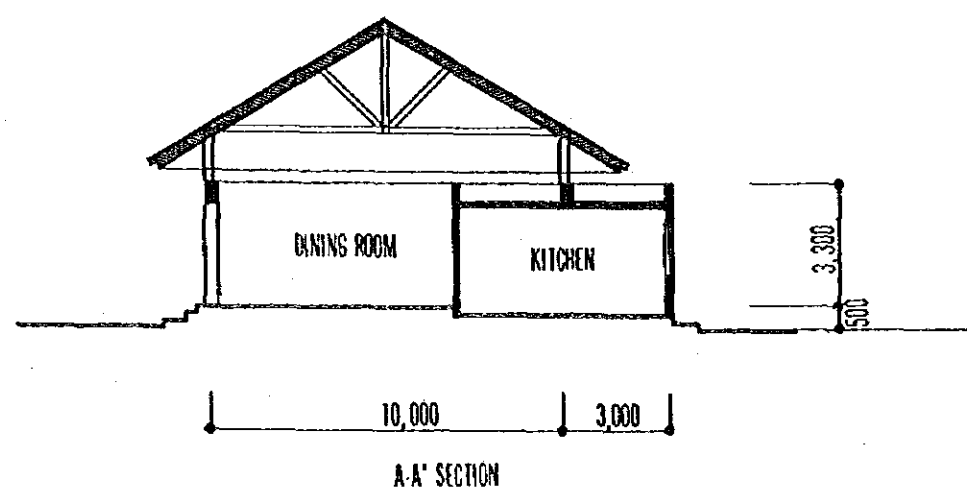 DINING ROOM
KITCHEN
3,300
500
10,000
3,000
A-A' SECTION